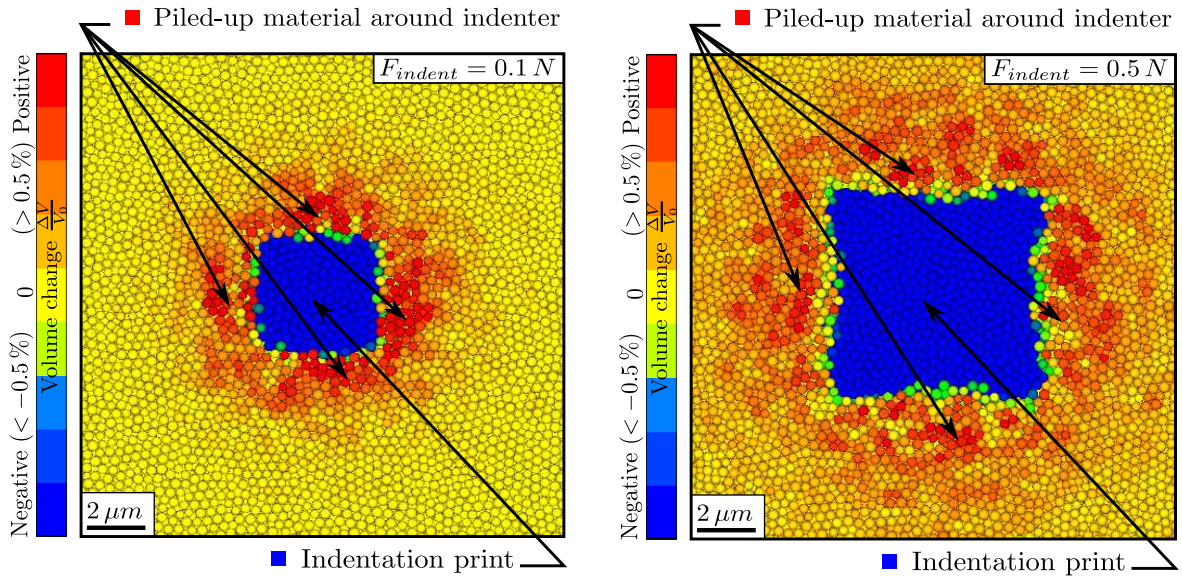 Piled-up material around indenter
F_indent = 0.1 N
Negative (< −0.5 %) 0 (> 0.5 %) Positive
Volume change ΔV/V₀
2 μm
Indentation print
Piled-up material around indenter
F_indent = 0.5 N
Negative (< −0.5 %) 0 (> 0.5 %) Positive
Volume change ΔV/V₀
2 μm
Indentation print